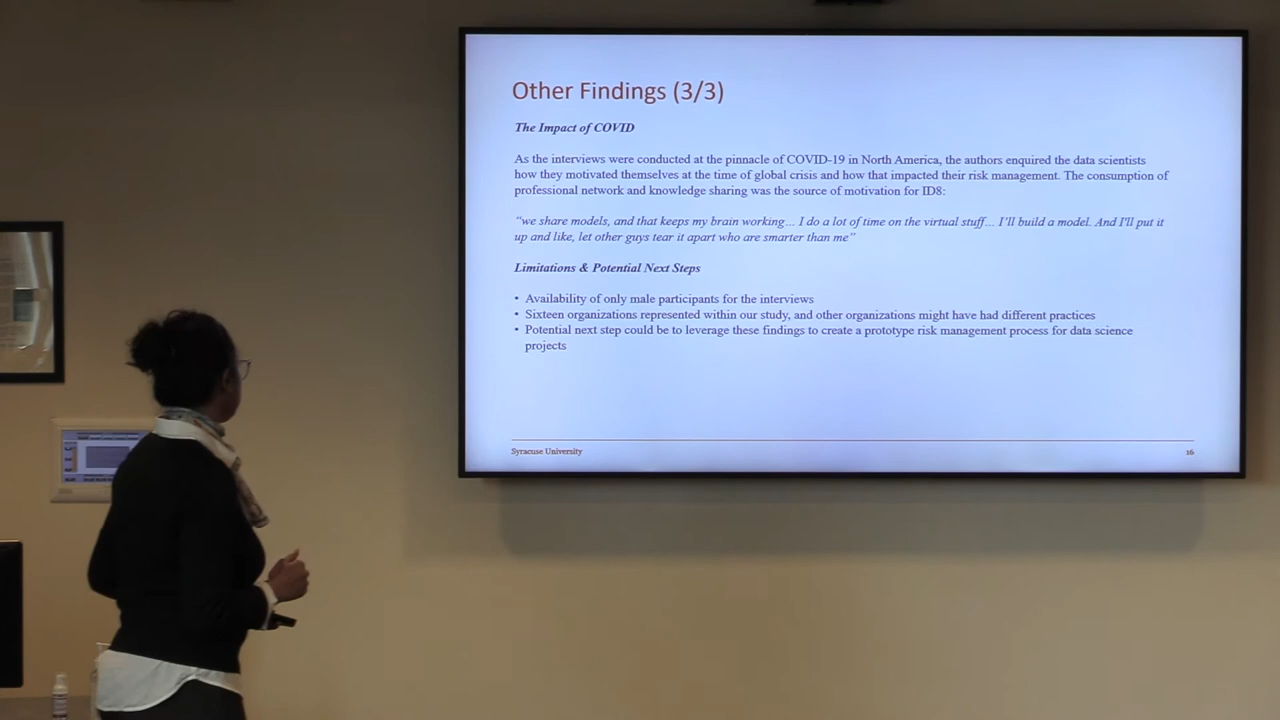 Other Findings (3/3)
The Impact of COVID
As the interviews were conducted at the pinnacle of COVID-19 in North America, the authors enquired the data scientists
how they motivated themselves at the time of global crisis and how that impacted their risk management. The consumption of
professional network and knowledge sharing was the source of motivation for ID8:
“we share models, and that keeps my brain working… I do a lot of time on the virtual stuff… I’ll build a model. And I'll put it
up and like, let other guys tear it apart who are smarter than me”
Limitations & Potential Next Steps
• Availability of only male participants for the interviews
• Sixteen organizations represented within our study, and other organizations might have had different practices
• Potential next step could be to leverage these findings to create a prototype risk management process for data science
projects
Syracuse University
16